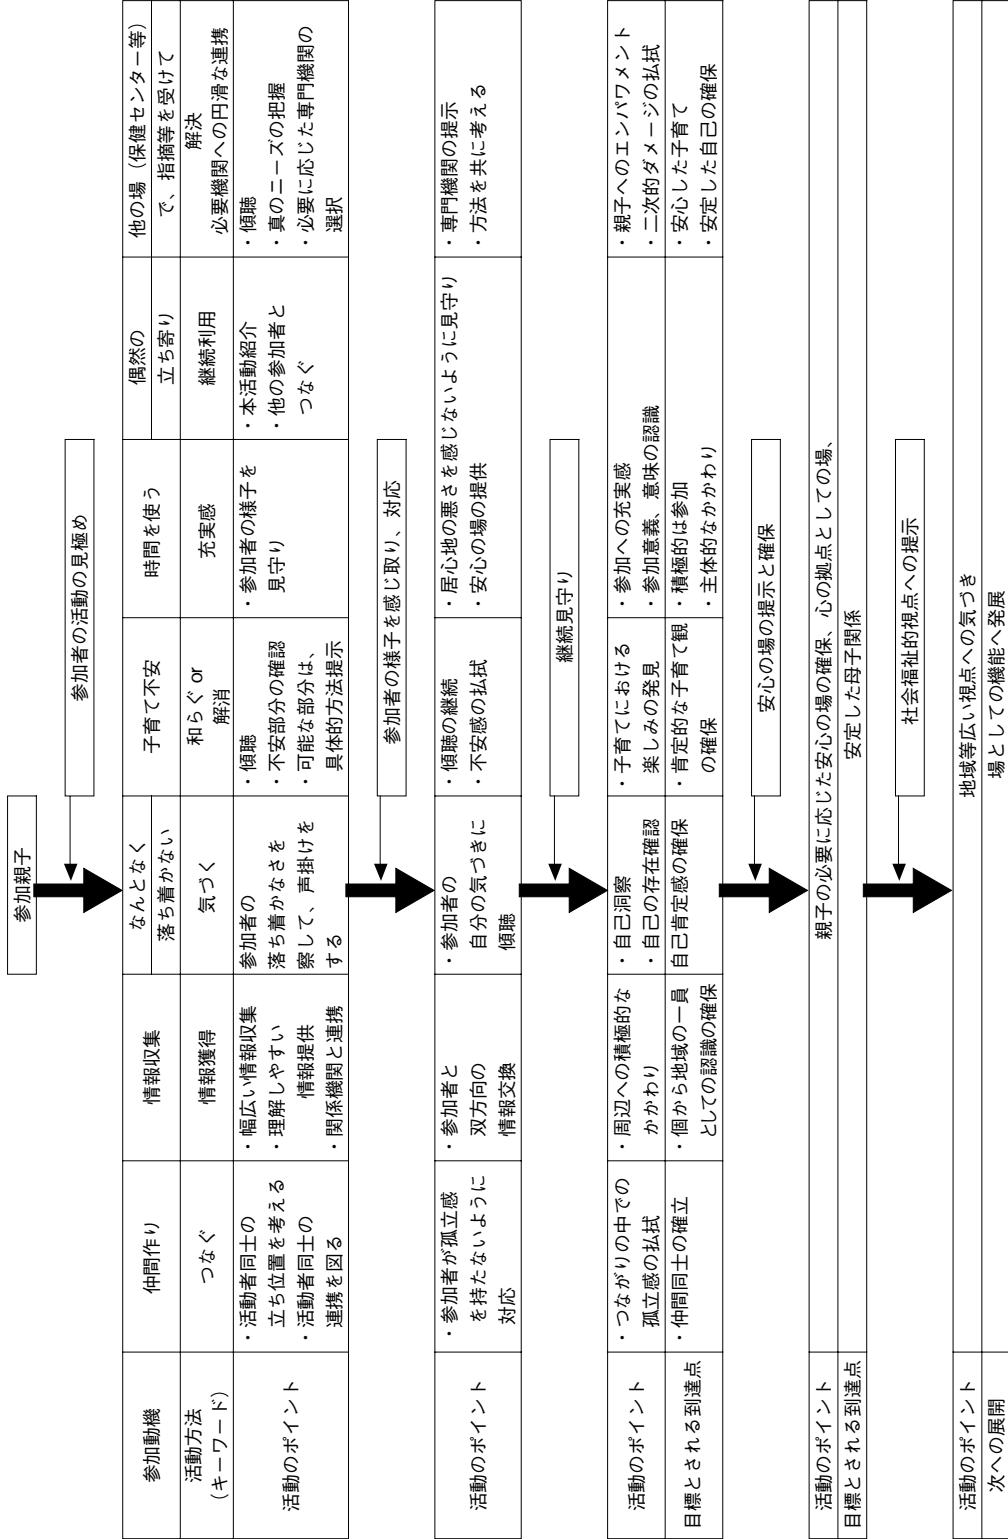 参加親子
参加者の活動の見極め
参加動機
仲間作り
情報収集
なんとなく
落ち着かない
子育て不安
時間を使う
偶然の
立ち寄り
他の場（保健センター等）
で、指摘等を受けて
活動方法
（キーワード）
つなぐ
情報獲得
気づく
和らぐ or
解消
充実感
継続利用
解決
必要機関への円滑な連携
活動のポイント
・活動者同士の
立ち位置を考える
・活動者同士の
連携を図る
・幅広い情報収集
・理解しやすい
情報提供
・関係機関と連携
参加者の
落ち着かなさを
察して、声掛けを
する
・傾聴
・不安部分の確認
・可能な部分は、
具体的方法提示
・参加者の様子を
見守り
・本活動紹介
・他の参加者と
つなぐ
・傾聴
・真のニーズの把握
・必要に応じた専門機関の
選択
参加者の様子を感じ取り、対応
活動のポイント
・参加者が孤立感
を持たないように
対応
・参加者と
双方向の
情報交換
・参加者の
自分の気づきに
傾聴
・傾聴の継続
・不安感の払拭
・居心地の悪さを感じないように見守り
・安心の場の提供
・専門機関の提示
・方法を共に考える
継続見守り
活動のポイント
・つながりの中での
孤立感の払拭
・周辺への積極的な
かかわり
・自己洞察
・自己の存在確認
・子育てにおける
楽しみの発見
・参加への充実感
・参加意義、意味の認識
・親子へのエンパワメント
・二次的ダメージの払拭
目標とされる到達点
・仲間同士の確立
・個から地域の一員
としての認識の確保
自己肯定感の確保
・肯定的な子育て観
の確保
・積極的は参加
・主体的なかかわり
・安心した子育て
・安定した自己の確保
安心の場の提示と確保
活動のポイント
親子の必要に応じた安心の場の確保、心の拠点としての場、
目標とされる到達点
安定した母子関係
社会福祉的視点への提示
活動のポイント
地域等広い視点への気づき
次への展開
場としての機能へ発展